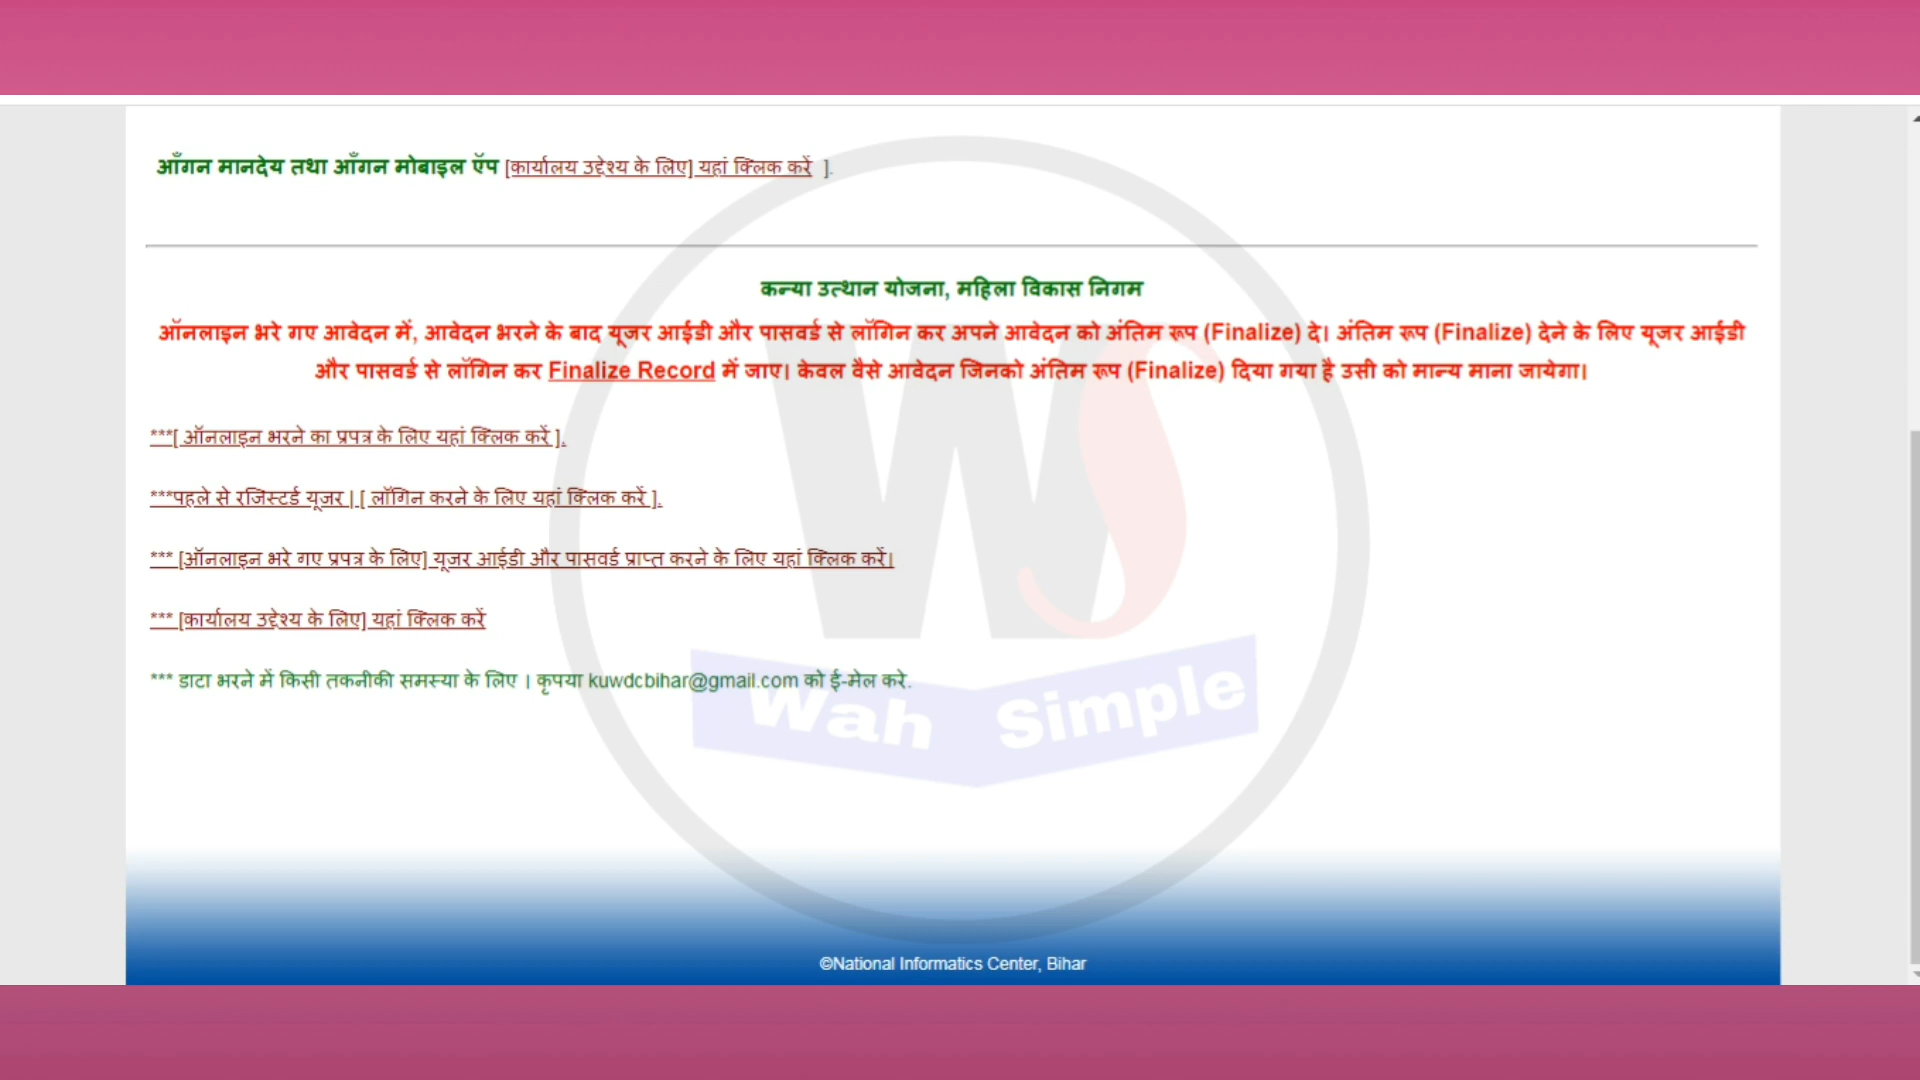 आँगन मानदेय तथा आँगन मोबाइल ऍप [कार्यालय उद्देश्य के लिए] यहां क्लिक करें ].
कन्या उत्थान योजना, महिला विकास निगम
ऑनलाइन भरे गए आवेदन में, आवेदन भरने के बाद यूजर आईडी और पासवर्ड से लॉगिन कर अपने आवेदन को अंतिम रूप (Finalize) दे। अंतिम रूप (Finalize) देने के लिए यूजर आईडी
और पासवर्ड से लॉगिन कर Finalize Record में जाए। केवल वैसे आवेदन जिनको अंतिम रूप (Finalize) दिया गया है उसी को मान्य माना जायेगा।
***[ ऑनलाइन भरने का प्रपत्र के लिए यहां क्लिक करें ].
***पहले से रजिस्टर्ड यूजर | [ लॉगिन करने के लिए यहां क्लिक करें ].
*** [ऑनलाइन भरे गए प्रपत्र के लिए] यूजर आईडी और पासवर्ड प्राप्त करने के लिए यहां क्लिक करें।
*** [कार्यालय उद्देश्य के लिए] यहां क्लिक करें
*** डाटा भरने में किसी तकनीकी समस्या के लिए । कृपया kuwdcbihar@gmail.com को ई-मेल करे.
WS
Wah Simple
©National Informatics Center, Bihar